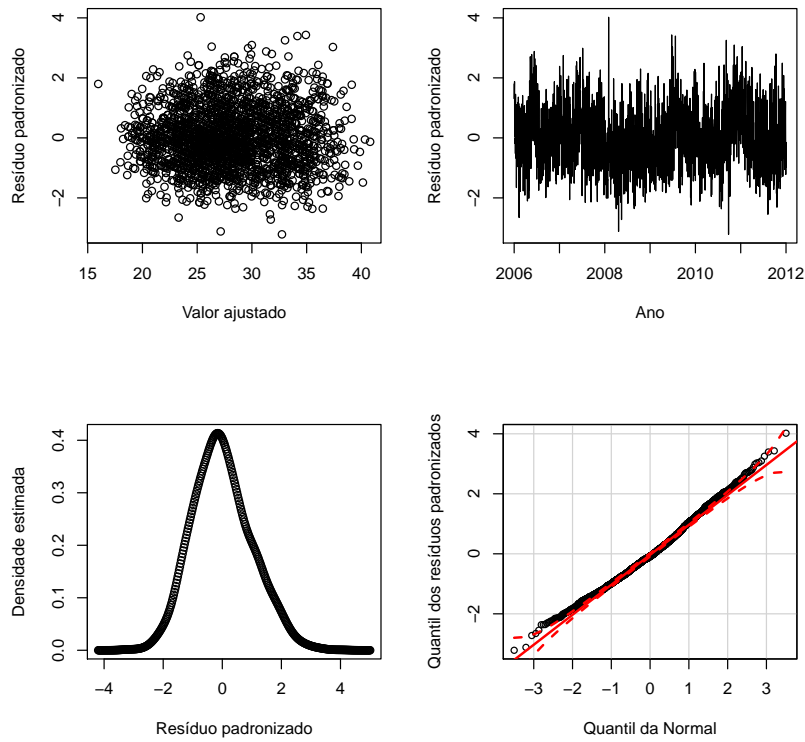 Resíduo padronizado
4
2
0
−2
15 20 25 30 35 40
Valor ajustado
Resíduo padronizado
4
2
0
−2
2006 2008 2010 2012
Ano
Densidade estimada
0.4
0.3
0.2
0.1
0.0
−4 −2 0 2 4
Resíduo padronizado
Quantil dos resíduos padronizados
4
2
0
−2
−3 −2 −1 0 1 2 3
Quantil da Normal